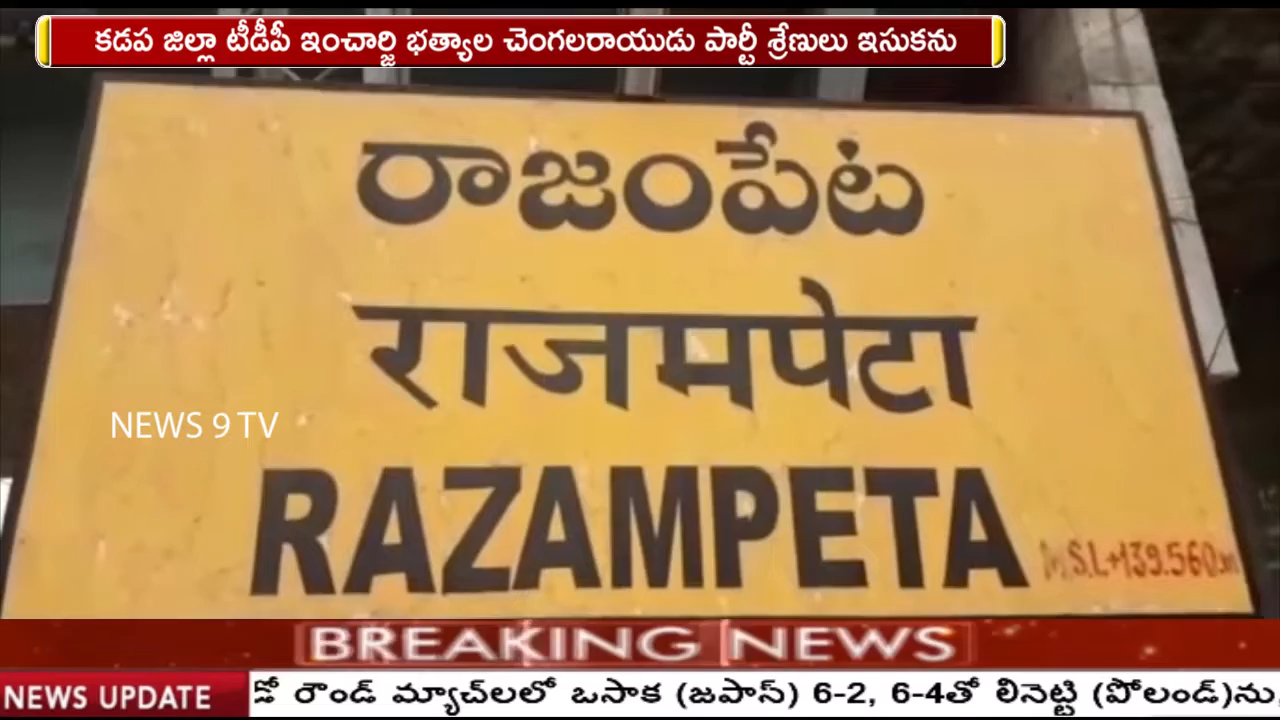 కడప జిల్లా టీడీపీ ఇంచార్జి భత్యాల చెంగలరాయుడు పార్టీ శ్రేణులు ఇసుకను
రాజంపేట
राजमपेटा
NEWS 9 TV
RAZAMPETA
M.S.L+139.560m
BREAKING NEWS
NEWS UPDATE
రౌండ్ మ్యాచ్‌లలో ఒసాక (జపాస్) 6-2, 6-4తో లినెట్టి (పోలండ్)ను,